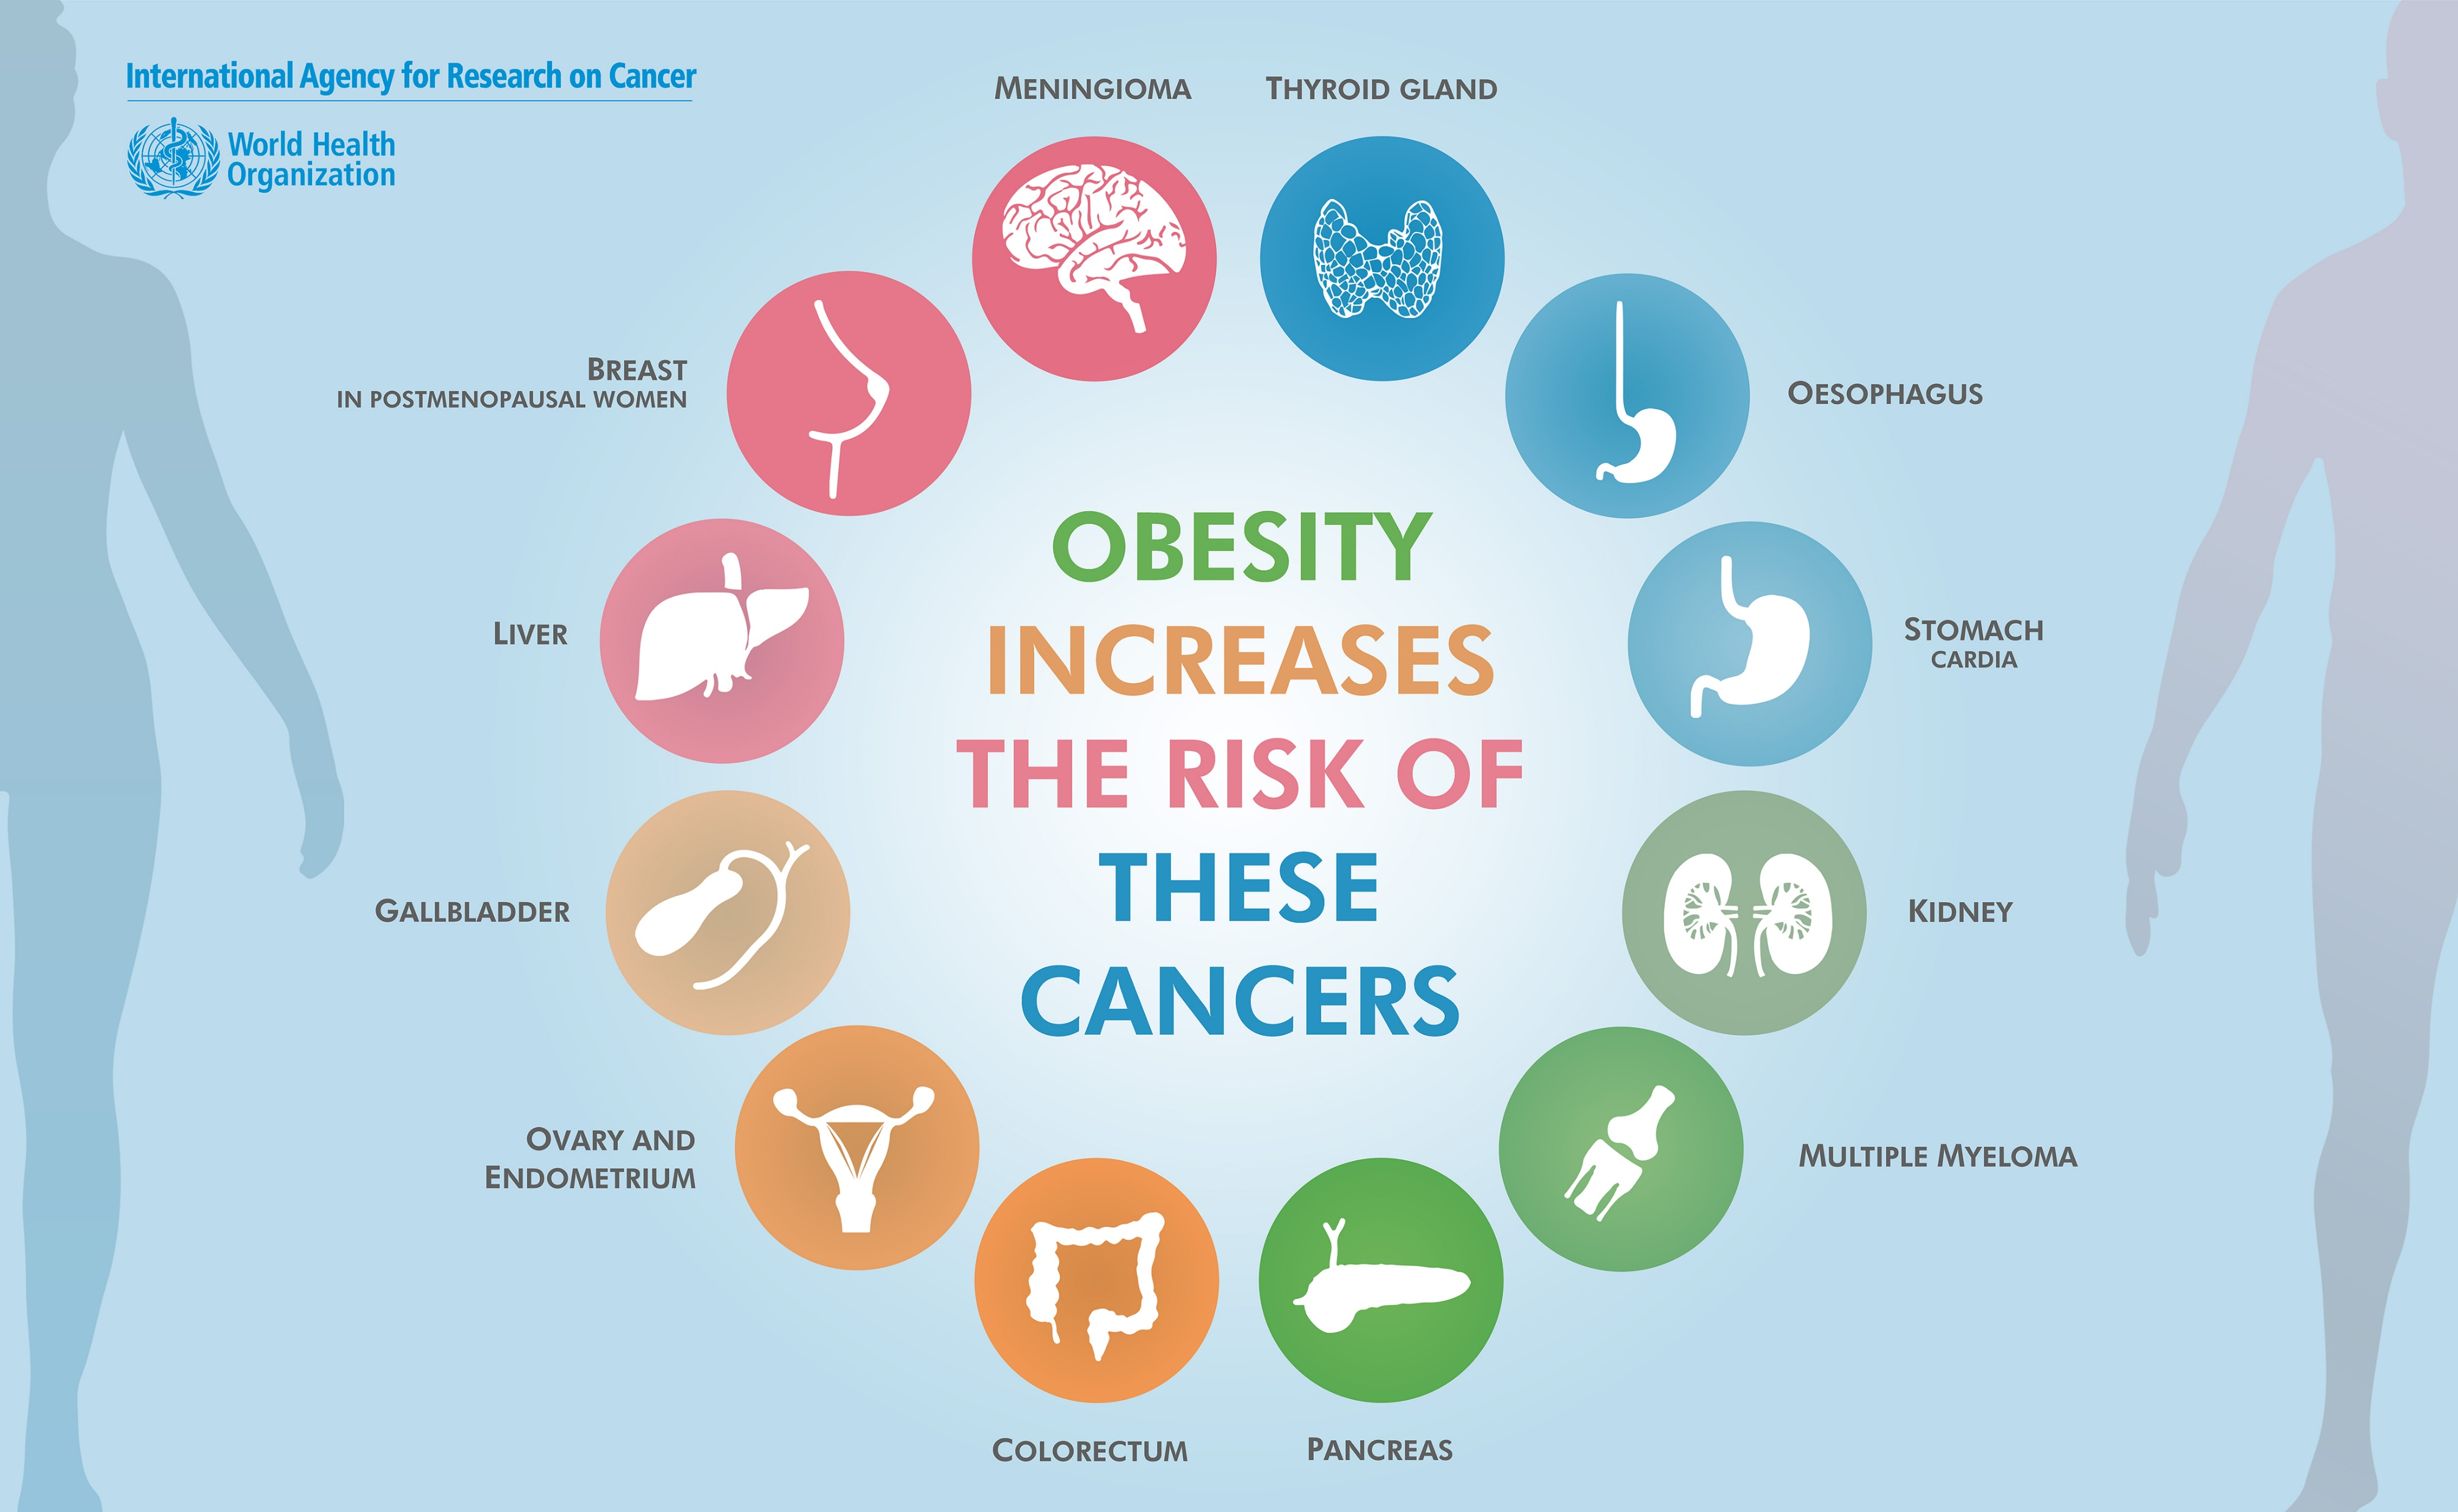 International Agency for Research on Cancer
World Health
Organization
MENINGIOMA
THYROID GLAND
BREAST
IN POSTMENOPAUSAL WOMEN
OESOPHAGUS
LIVER
STOMACH
CARDIA
GALLBLADDER
KIDNEY
OVARY AND
ENDOMETRIUM
MULTIPLE MYELOMA
COLORECTUM
PANCREAS
OBESITY
INCREASES
THE RISK OF
THESE
CANCERS